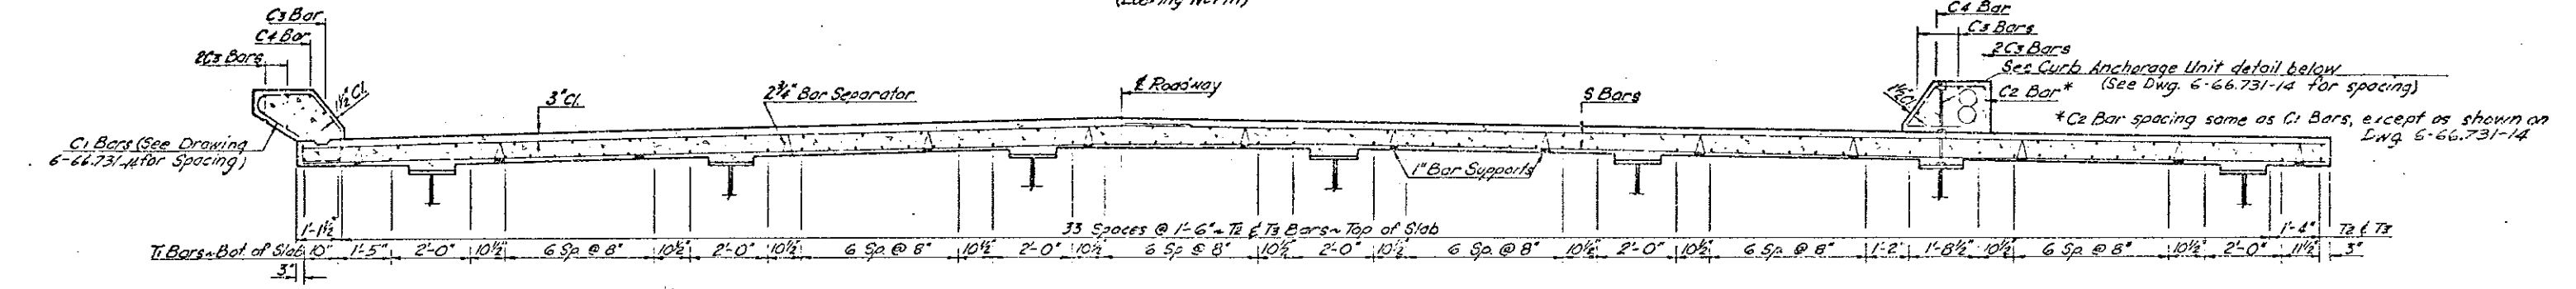 (Looking North)
C3 Bar
C4 Bar
2C3 Bars
1½" Cl.
3" Cl.
2¾" Bar Separator
℄ Roadway
S Bars
C4 Bar
C3 Bars
2C3 Bars
See Curb Anchorage Unit detail below
(See Dwg. 6-66.731-14 for spacing)
1½" Cl.
C2 Bar*
*C2 Bar spacing same as C1 Bars, except as shown on
Dwg 6-66.731-14
C1 Bars (See Drawing
6-66.731-14 for Spacing)
1" Bar Supports
1'-1½" 33 Spaces @ 1'-6" ~ T2 & T3 Bars ~ Top of Slab 1'-4" T2 & T3
T1 Bars ~ Bot. of Slab 10" 1'-5" 2'-0" 10½" 6 Sp. @ 8" 10½" 2'-0" 10½" 6 Sp. @ 8" 10½" 2'-0" 10½" 6 Sp @ 8" 10½" 2'-0" 10½" 6 Sp. @ 8" 10½" 2'-0" 10½" 6 Sp. @ 8" 1'-2" 1'-8½" 10½" 6 Sp. @ 8" 10½" 2'-0" 11½" 3"
3"